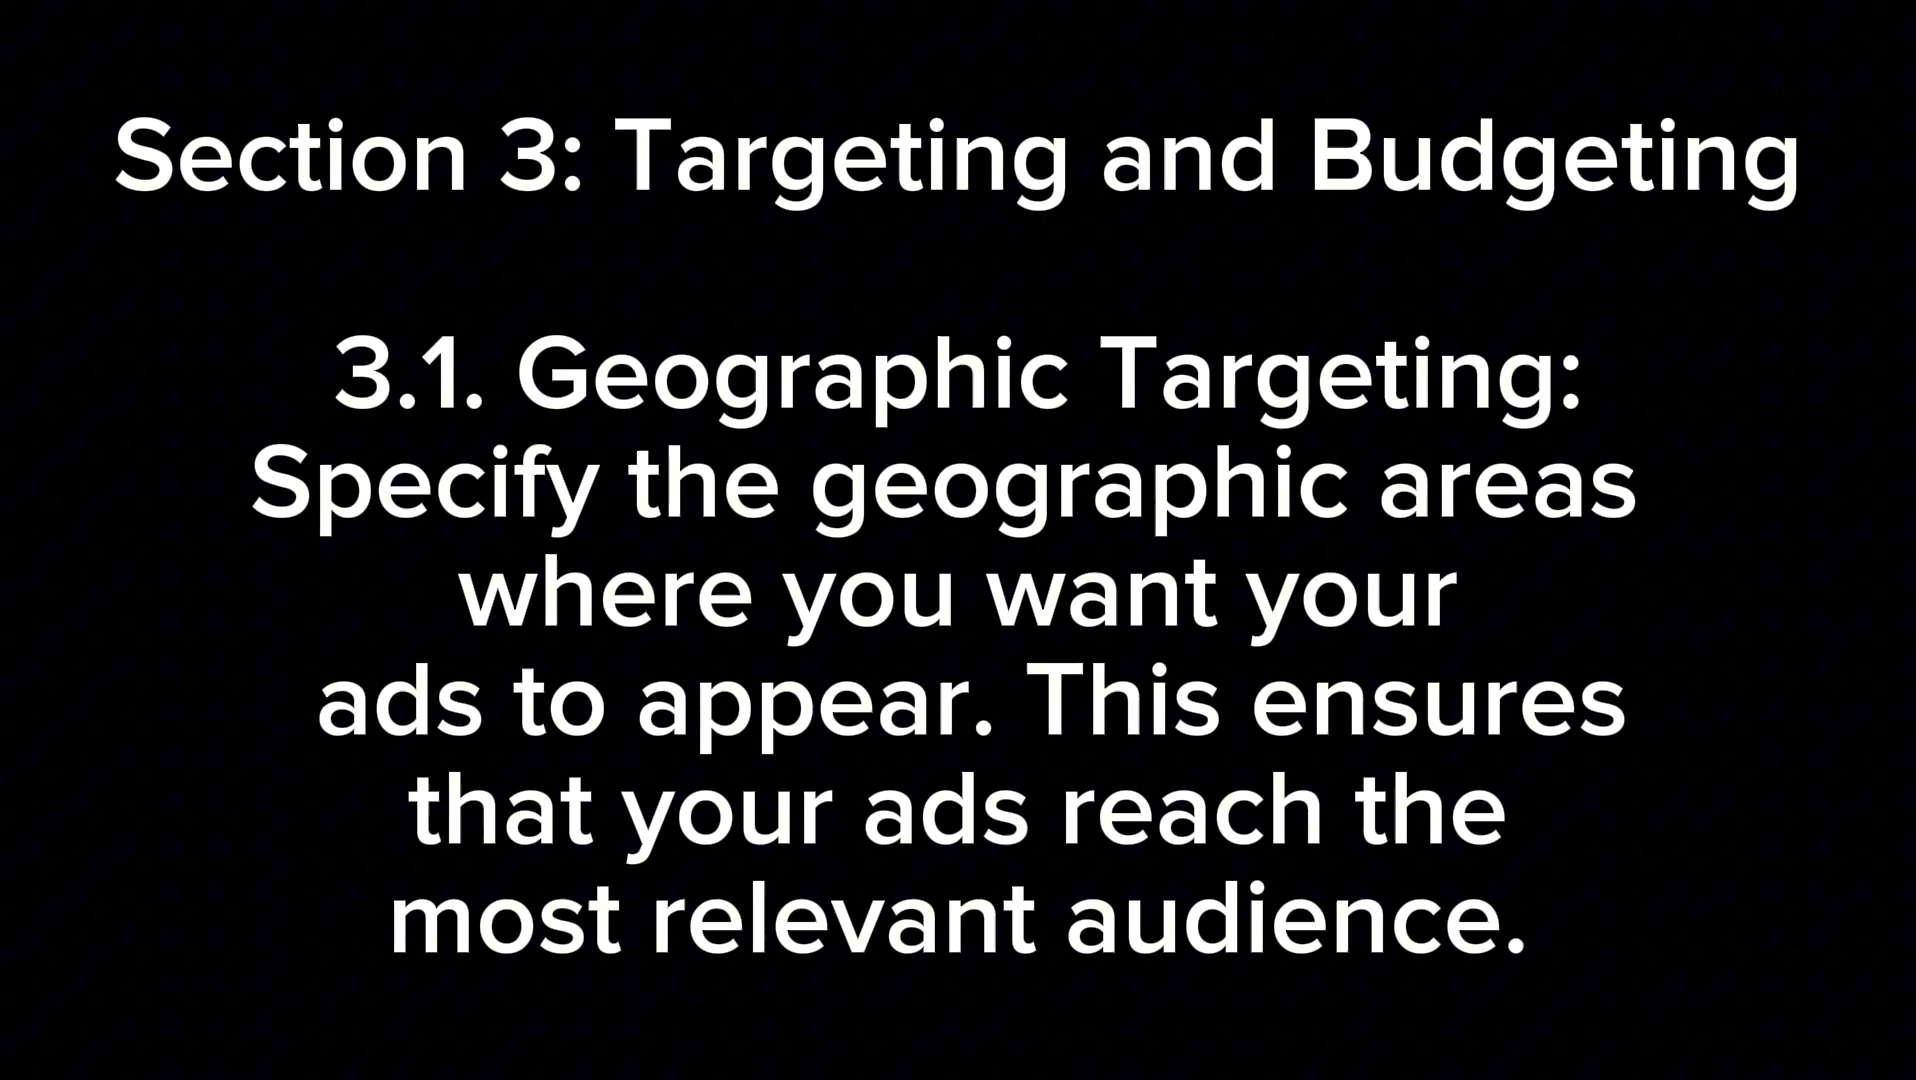 Section 3: Targeting and Budgeting
3.1. Geographic Targeting:
Specify the geographic areas
where you want your
ads to appear. This ensures
that your ads reach the
most relevant audience.